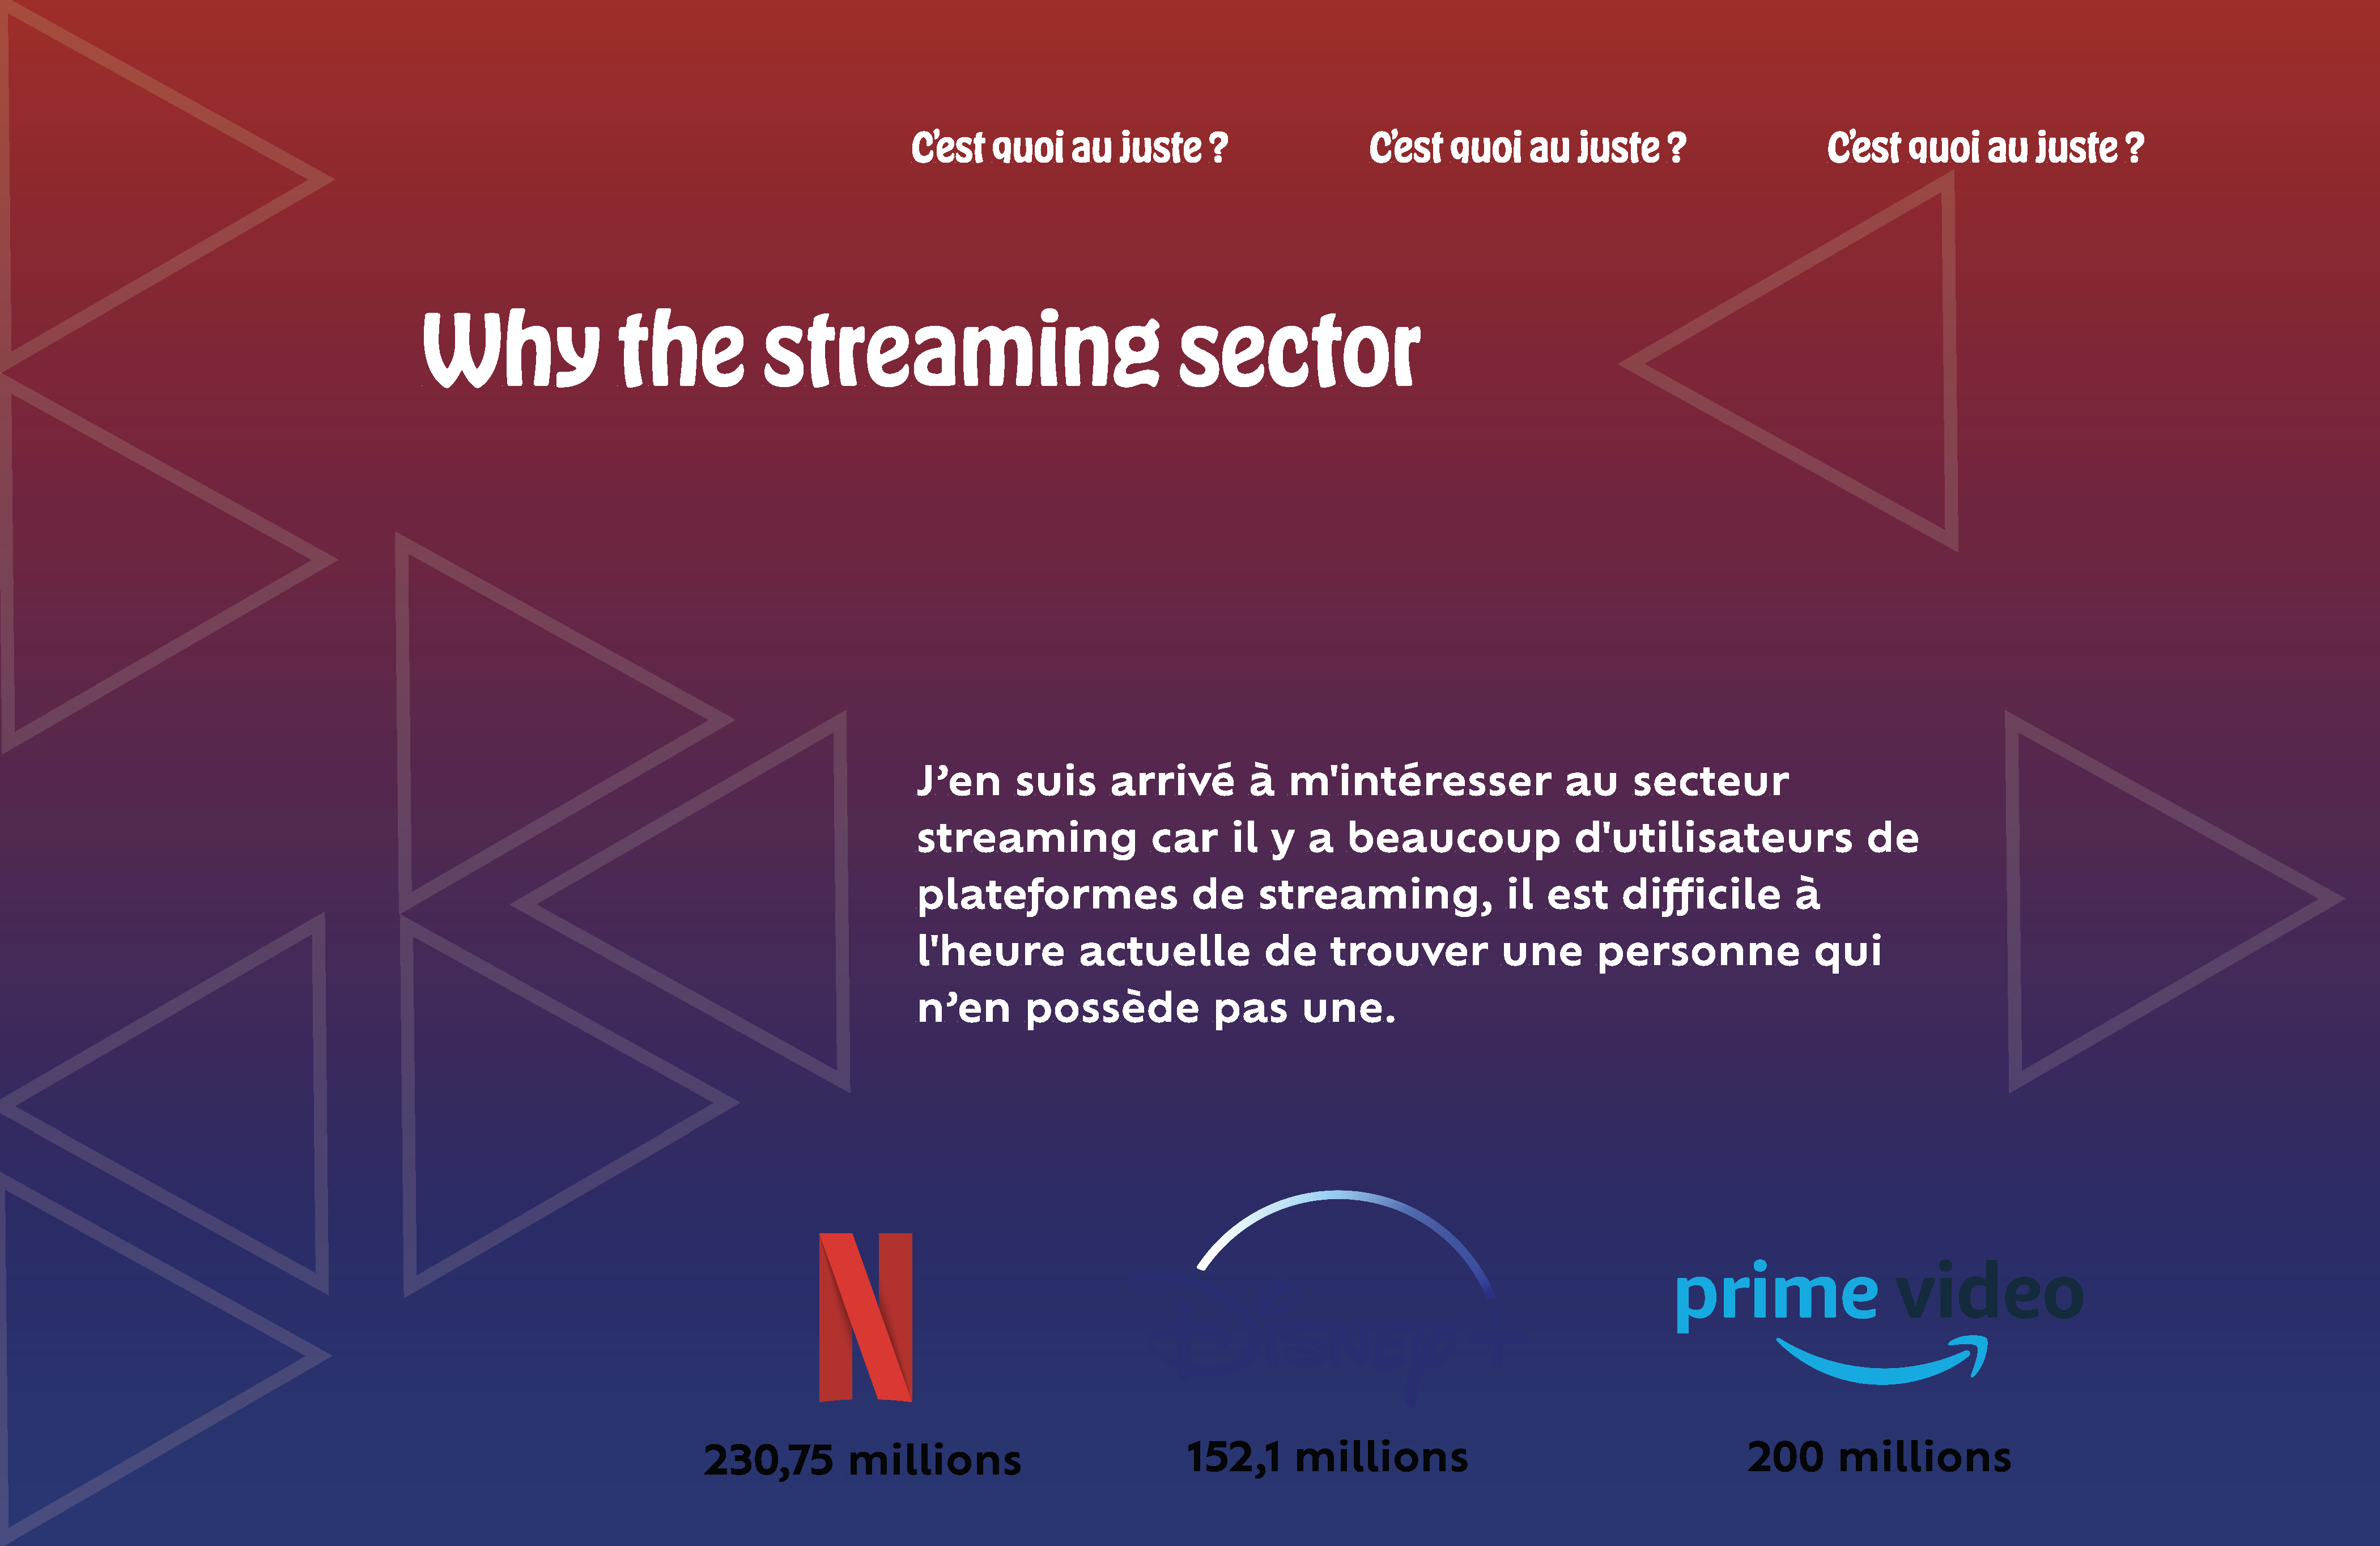 C'est quoi au juste ? C'est quoi au juste ? C'est quoi au juste ?
Why the streaming sector
J’en suis arrivé à m'intéresser au secteur
streaming car il y a beaucoup d'utilisateurs de
plateformes de streaming, il est difficile à
l'heure actuelle de trouver une personne qui
n’en possède pas une.
Disney+
prime video
230,75 millions 152,1 millions 200 millions